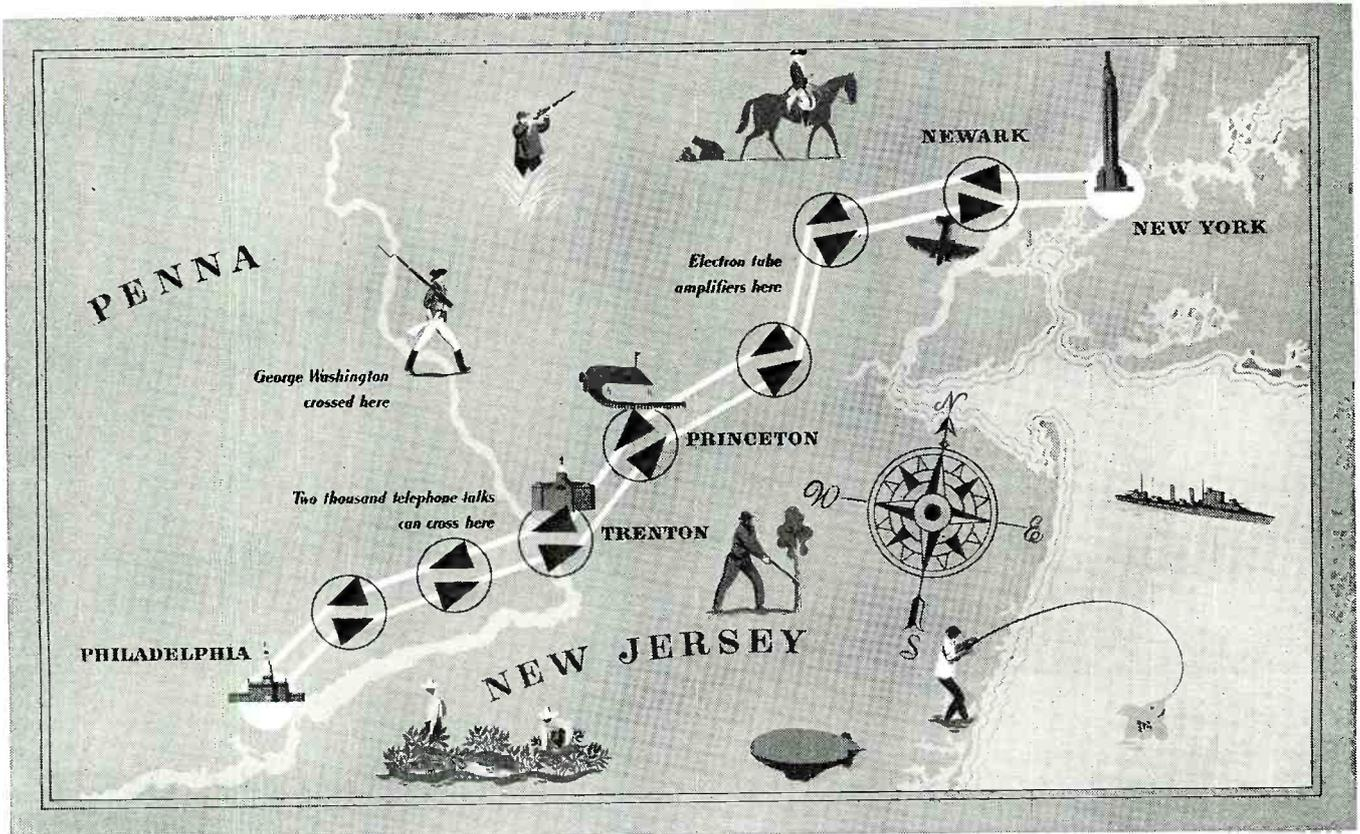 NEWARK
NEW YORK
PENNA
Electron tube
amplifiers here
George Washington
crossed here
N
PRINCETON
W
E
Two thousand telephone talks
can cross here
TRENTON
S
PHILADELPHIA
NEW JERSEY